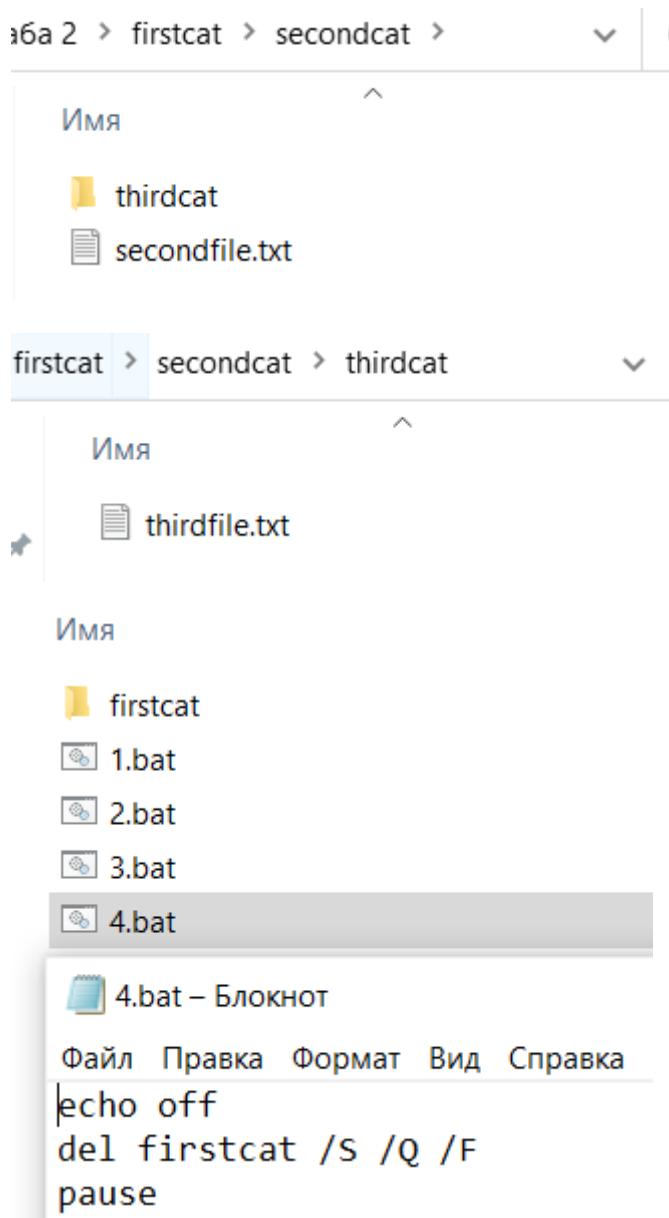 аба 2 > firstcat > secondcat >
Имя
thirdcat
secondfile.txt
firstcat > secondcat > thirdcat
Имя
thirdfile.txt
Имя
firstcat
1.bat
2.bat
3.bat
4.bat
4.bat – Блокнот
Файл Правка Формат Вид Справка
echo off
del firstcat /S /Q /F
pause